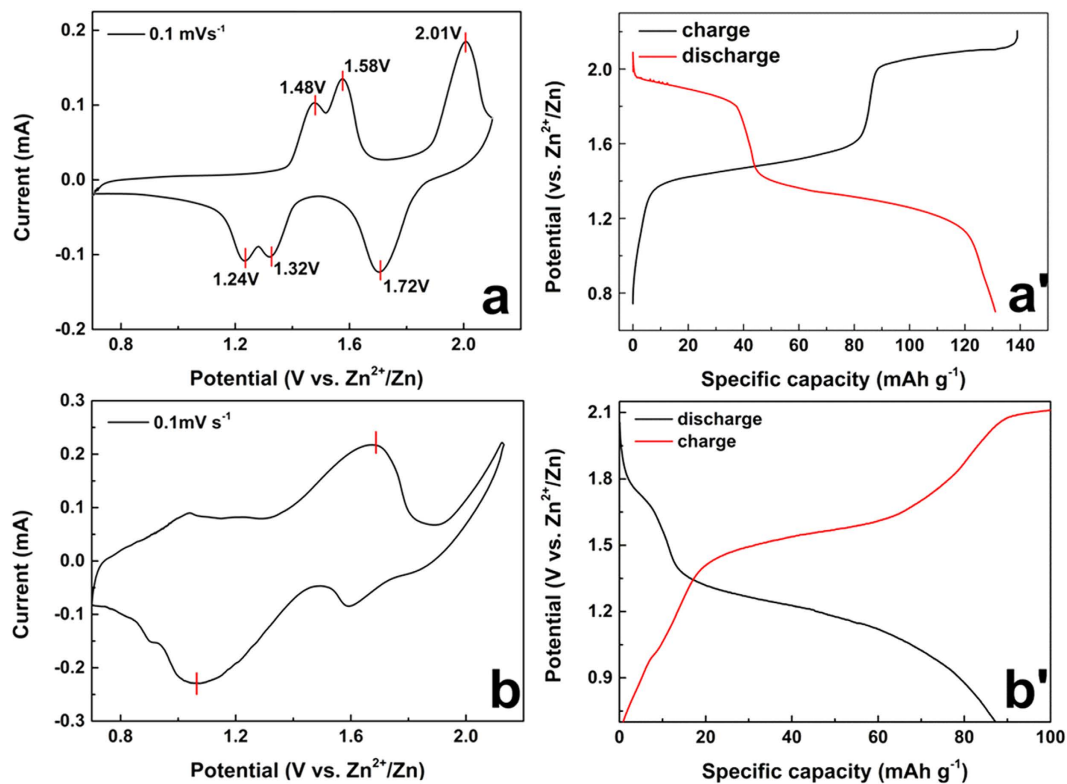 0.1 mVs-1
2.01V
1.48V
1.58V
1.24V
1.32V
1.72V
0.2
0.1
0.0
-0.1
-0.2
Current (mA)
0.8
1.2
1.6
2.0
Potential (V vs. Zn2+/Zn)
a
charge
discharge
2.0
1.6
1.2
0.8
Potential (vs. Zn2+/Zn)
0
20
40
60
80
100
120
140
Specific capacity (mAh g-1)
a'
0.1mV s-1
0.3
0.2
0.1
0.0
-0.1
-0.2
-0.3
Current (mA)
0.8
1.2
1.6
2.0
Potential (V vs. Zn2+/Zn)
b
discharge
charge
2.1
1.8
1.5
1.2
0.9
Potential (V vs. Zn2+/Zn)
0
20
40
60
80
100
Specific capacity (mAh g-1)
b'